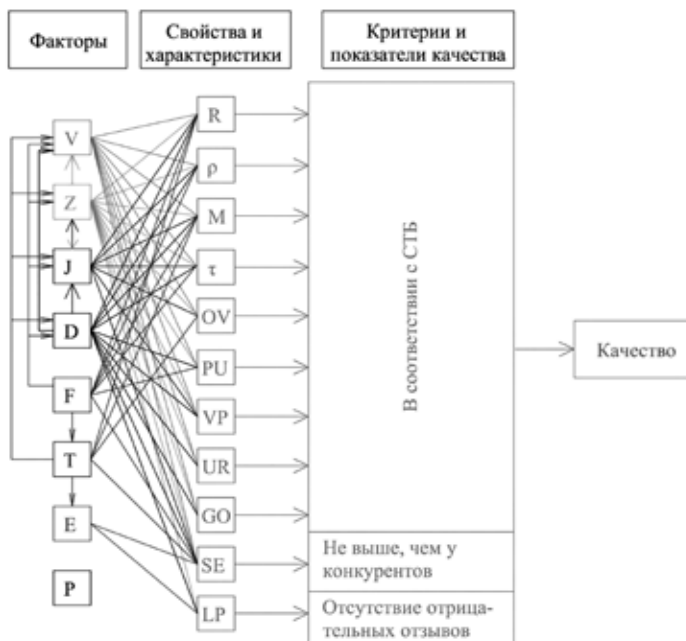 Факторы
Свойства и
характеристики
Критерии и
показатели качества
V
Z
J
D
F
T
E
P
R
ρ
M
τ
OV
PU
VP
UR
GO
SE
LP
В соответствии с СТБ
Не выше, чем у
конкурентов
Отсутствие отрица-
тельных отзывов
Качество